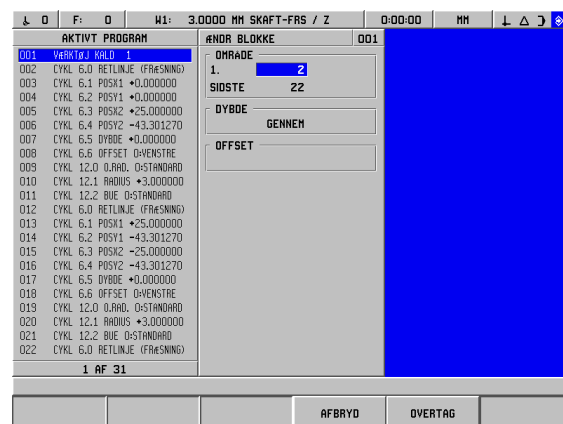 0 F: 0 W1: 3.0000 MM SKAFT-FRS / Z 0:00:00 MM
AKTIVT PROGRAM
001 VÆRKTØJ KALD 1
002 CYKL 6.0 RETLINJE (FRÆSNING)
003 CYKL 6.1 POSX1 +0.000000
004 CYKL 6.2 POSY1 +0.000000
005 CYKL 6.3 POSX2 +25.000000
006 CYKL 6.4 POSY2 -43.301270
007 CYKL 6.5 DYBDE +0.000000
008 CYKL 6.6 OFFSET 0:VENSTRE
009 CYKL 12.0 O.RAD. 0:STANDARD
010 CYKL 12.1 RADIUS +3.000000
011 CYKL 12.2 BUE 0:STANDARD
012 CYKL 6.0 RETLINJE (FRÆSNING)
013 CYKL 6.1 POSX1 +25.000000
014 CYKL 6.2 POSY1 -43.301270
015 CYKL 6.3 POSX2 -25.000000
016 CYKL 6.4 POSY2 -43.301270
017 CYKL 6.5 DYBDE +0.000000
018 CYKL 6.6 OFFSET 0:VENSTRE
019 CYKL 12.0 O.RAD. 0:STANDARD
020 CYKL 12.1 RADIUS +3.000000
021 CYKL 12.2 BUE 0:STANDARD
022 CYKL 6.0 RETLINJE (FRÆSNING)
1 AF 31
ÆNDR BLOKKE 001
OMRADE
1. 2
SIDSTE 22
DYBDE
GENNEM
OFFSET
AFBRYD OVERTAG